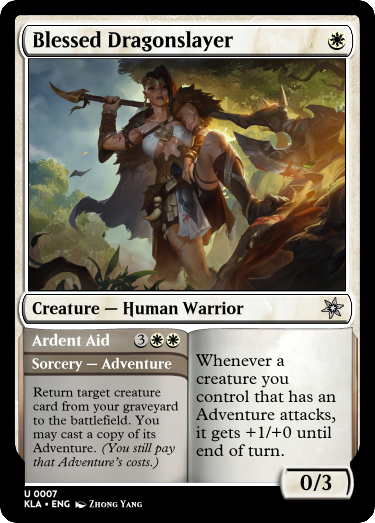 Blessed Dragonslayer
Creature — Human Warrior
Ardent Aid 3
Sorcery — Adventure
Return target creature
card from your graveyard
to the battlefield. You
may cast a copy of its
Adventure. (You still pay
that Adventure's costs.)
Whenever a
creature you
control that has an
Adventure attacks,
it gets +1/+0 until
end of turn.
0/3
U 0007
KLA • ENG Zhong Yang